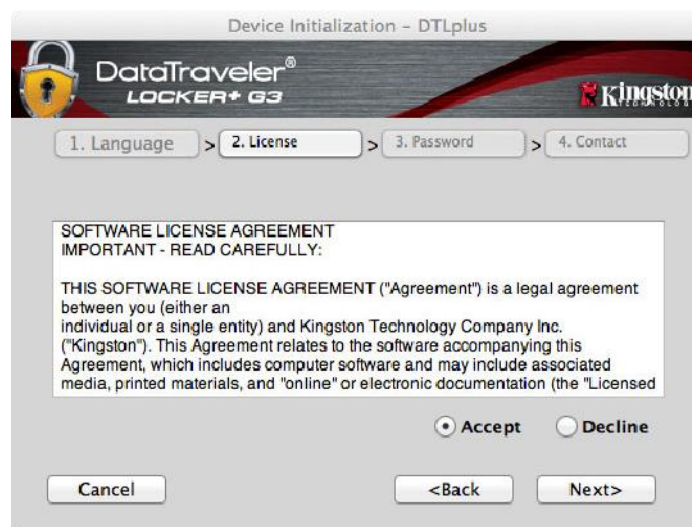 Device Initialization - DTLplus
DataTraveler®
LOCKER+ G3
Kingston
TECHNOLOGY
1. Language > 2. License > 3. Password > 4. Contact
SOFTWARE LICENSE AGREEMENT
IMPORTANT - READ CAREFULLY:
THIS SOFTWARE LICENSE AGREEMENT ("Agreement") is a legal agreement
between you (either an
individual or a single entity) and Kingston Technology Company Inc.
("Kingston"). This Agreement relates to the software accompanying this
Agreement, which includes computer software and may include associated
media, printed materials, and "online" or electronic documentation (the "Licensed
Accept Decline
Cancel <Back Next>